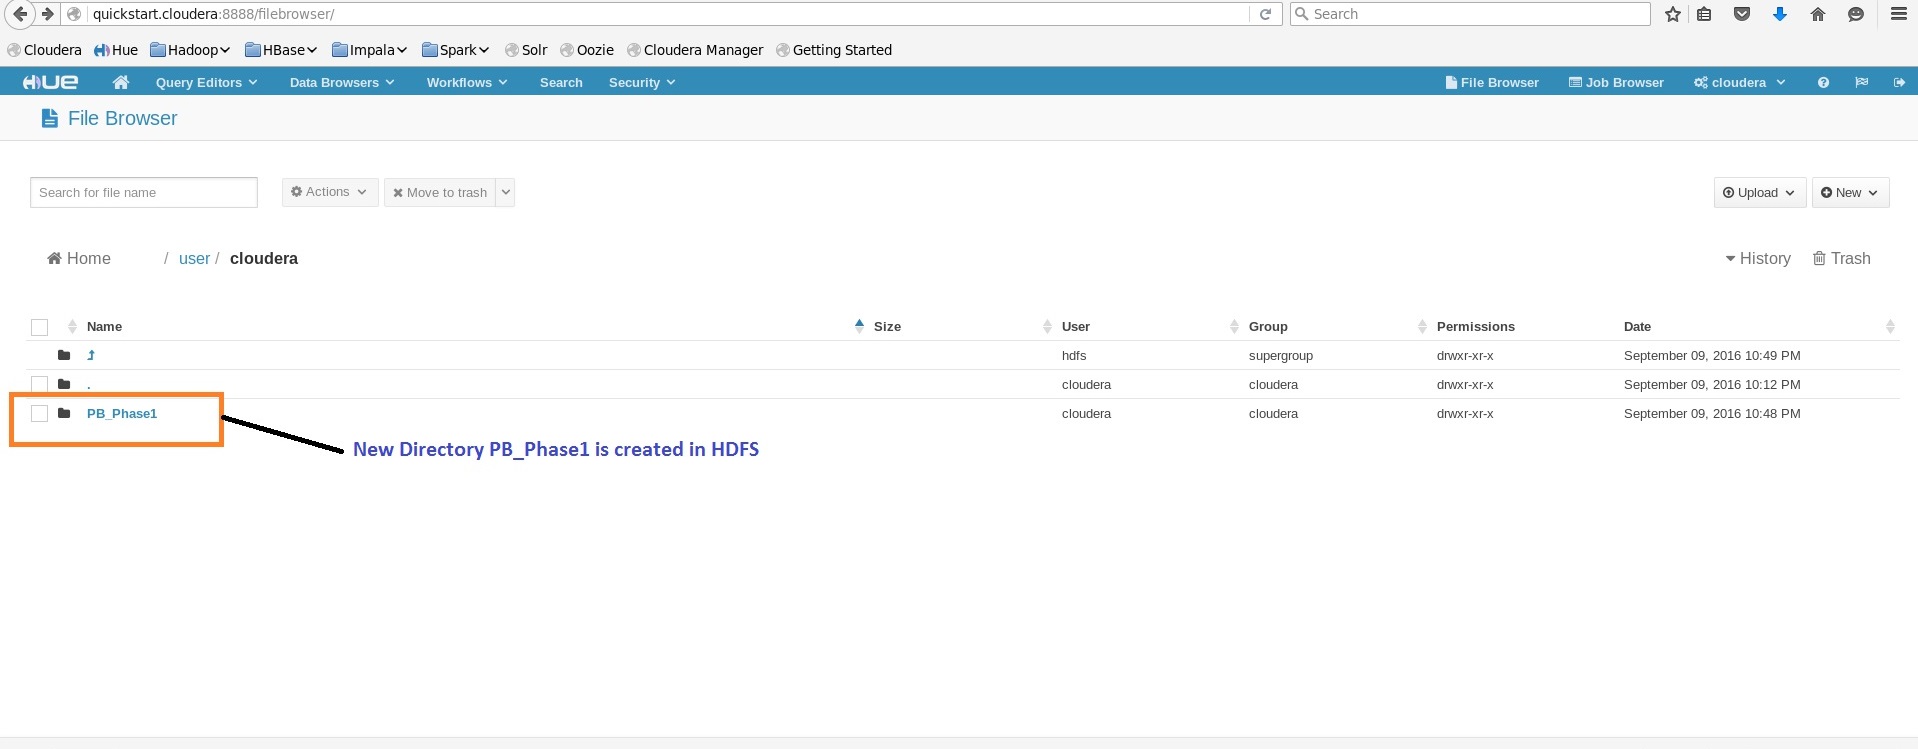 quickstart.cloudera:8888/filebrowser/ Search
Cloudera Hue Hadoop HBase Impala Spark Solr Oozie Cloudera Manager Getting Started
HUE Query Editors Data Browsers Workflows Search Security File Browser Job Browser cloudera
File Browser
Search for file name Actions Move to trash Upload New
Home / user / cloudera History Trash
Name Size User Group Permissions Date
hdfs supergroup drwxr-xr-x September 09, 2016 10:49 PM
. cloudera cloudera drwxr-xr-x September 09, 2016 10:12 PM
PB_Phase1 cloudera cloudera drwxr-xr-x September 09, 2016 10:48 PM
New Directory PB_Phase1 is created in HDFS